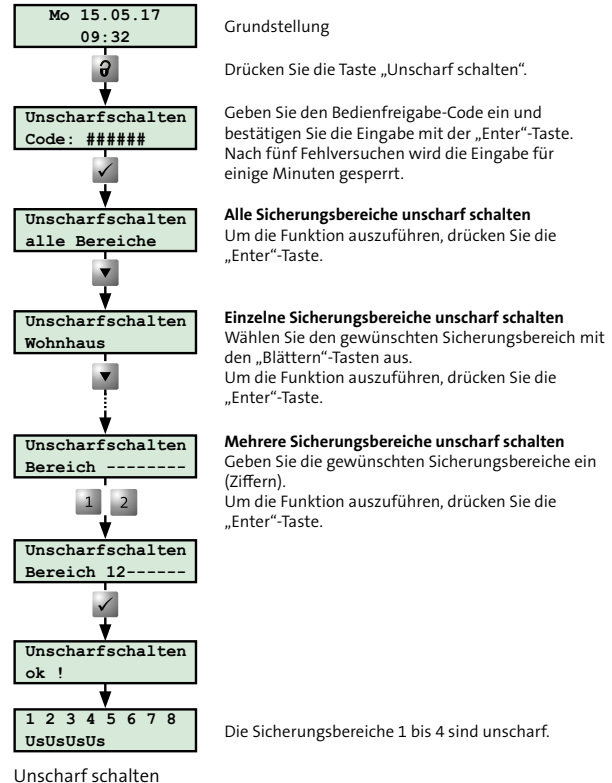 Mo 15.05.17
09:32
Grundstellung
Drücken Sie die Taste „Unscharf schalten“.
Unscharfschalten
Code: ######
Geben Sie den Bedienfreigabe-Code ein und
bestätigen Sie die Eingabe mit der „Enter“-Taste.
Nach fünf Fehlversuchen wird die Eingabe für
einige Minuten gesperrt.
Unscharfschalten
alle Bereiche
Alle Sicherungsbereiche unscharf schalten
Um die Funktion auszuführen, drücken Sie die
„Enter“-Taste.
Unscharfschalten
Wohnhaus
Einzelne Sicherungsbereiche unscharf schalten
Wählen Sie den gewünschten Sicherungsbereich mit
den „Blättern“-Tasten aus.
Um die Funktion auszuführen, drücken Sie die
„Enter“-Taste.
Unscharfschalten
Bereich --------
Mehrere Sicherungsbereiche unscharf schalten
Geben Sie die gewünschten Sicherungsbereiche ein
(Ziffern).
Um die Funktion auszuführen, drücken Sie die
„Enter“-Taste.
1 2
Unscharfschalten
Bereich 12------
Unscharfschalten
ok !
1 2 3 4 5 6 7 8
UsUsUsUs
Die Sicherungsbereiche 1 bis 4 sind unscharf.
Unscharf schalten